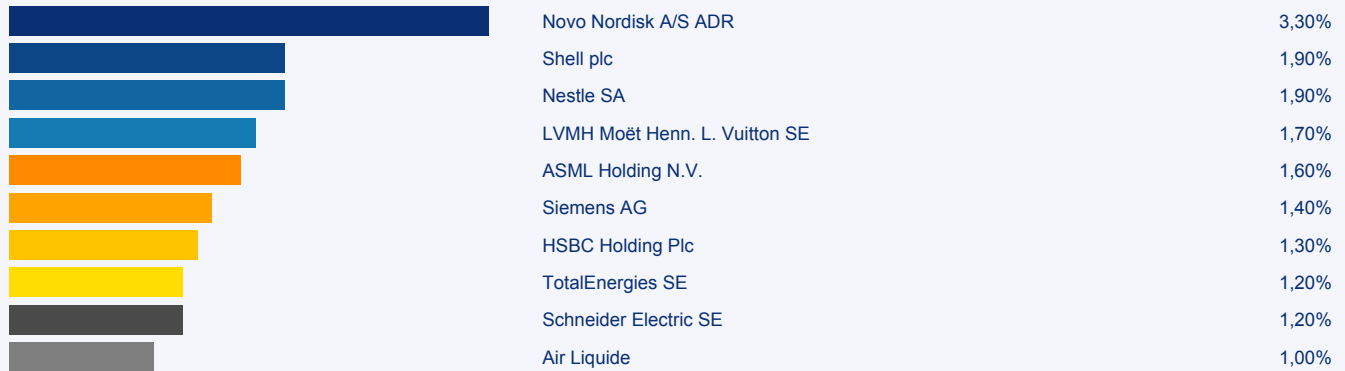 Novo Nordisk A/S ADR 3,30%
Shell plc 1,90%
Nestle SA 1,90%
LVMH Moët Henn. L. Vuitton SE 1,70%
ASML Holding N.V. 1,60%
Siemens AG 1,40%
HSBC Holding Plc 1,30%
TotalEnergies SE 1,20%
Schneider Electric SE 1,20%
Air Liquide 1,00%